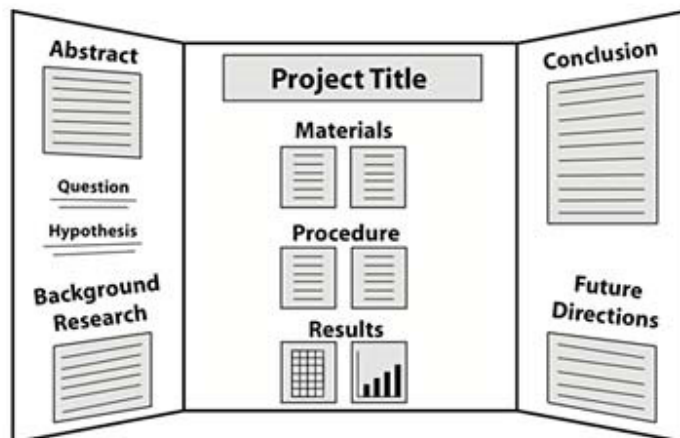 Abstract
Question
Hypothesis
Background
Research
Project Title
Materials
Procedure
Results
Conclusion
Future
Directions